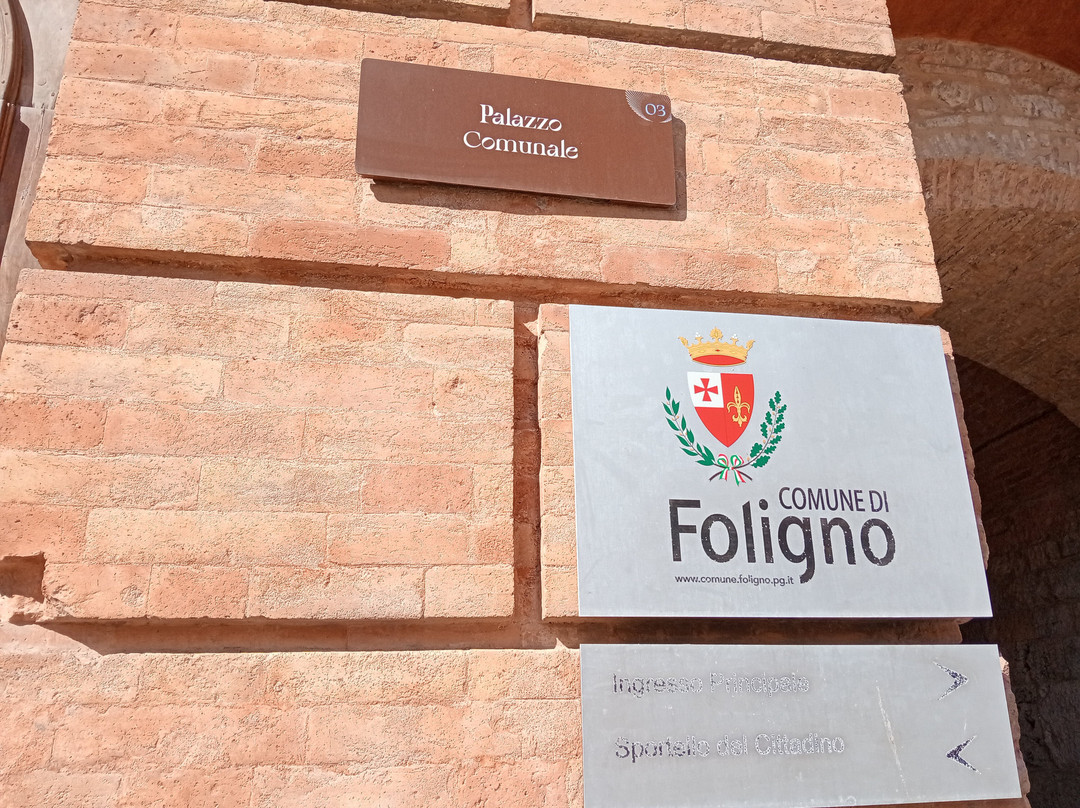 03
Palazzo
Comunale
COMUNE DI
Foligno
www.comune.foligno.pg.it
Ingresso Principale
Sportello del Cittadino